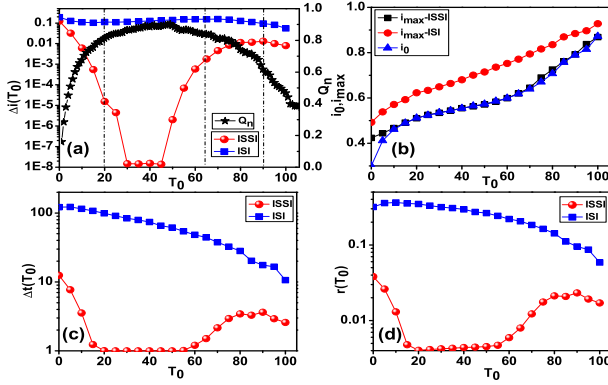 Δi(T₀)
0.1
0.01
1E-3
1E-4
1E-5
1E-6
1E-7
1E-8
(a)
Qₙ
ISSI
ISI
1.0
0.8
0.6
0.4
0.2
0.0
Qₙ
0 20 40 60 80 100
T₀
i₀.i_max
1.0
0.8
0.6
0.4
i_max-ISSI
i_max-ISI
i₀
(b)
0 20 40 60 80 100
T₀
Δt(T₀)
100
10
1
ISSI
ISI
(c)
0 20 40 60 80 100
T₀
r(T₀)
0.1
0.01
ISSI
ISI
(d)
0 20 40 60 80 100
T₀